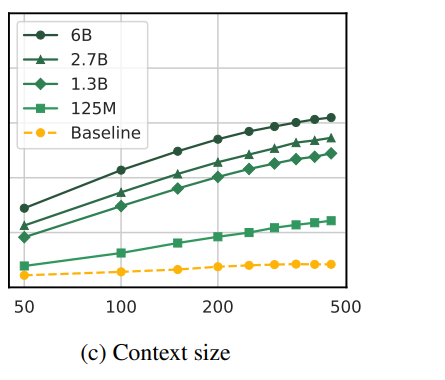 6B
2.7B
1.3B
125M
Baseline
50 100 200 500
(c) Context size